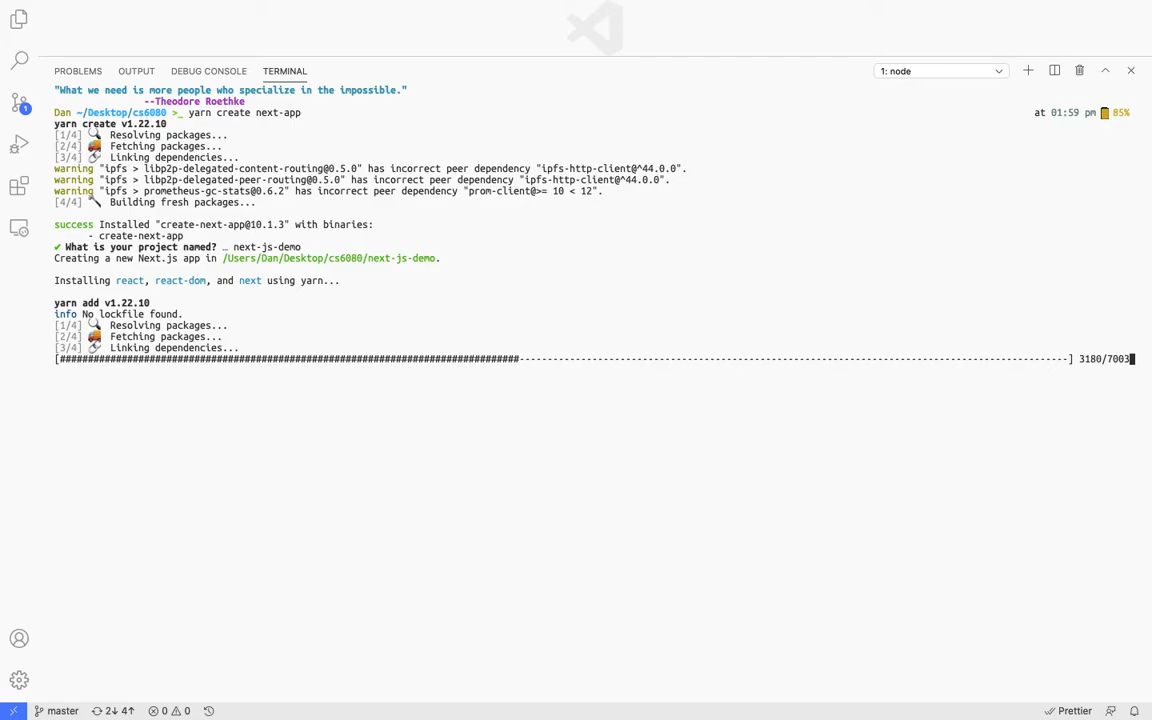 PROBLEMS OUTPUT DEBUG CONSOLE TERMINAL 1: node
"What we need is more people who specialize in the impossible."
--Theodore Roethke
Dan ~/Desktop/cs6080 >_ yarn create next-app at 01:59 pm 85%
yarn create v1.22.10
[1/4] Resolving packages...
[2/4] Fetching packages...
[3/4] Linking dependencies...
warning "ipfs > libp2p-delegated-content-routing@0.5.0" has incorrect peer dependency "ipfs-http-client@^44.0.0".
warning "ipfs > libp2p-delegated-peer-routing@0.5.0" has incorrect peer dependency "ipfs-http-client@^44.0.0".
warning "ipfs > prometheus-gc-stats@0.6.2" has incorrect peer dependency "prom-client@>= 10 < 12".
[4/4] Building fresh packages...
success Installed "create-next-app@10.1.3" with binaries:
- create-next-app
✔ What is your project named? … next-js-demo
Creating a new Next.js app in /Users/Dan/Desktop/cs6080/next-js-demo.
Installing react, react-dom, and next using yarn...
yarn add v1.22.10
info No lockfile found.
[1/4] Resolving packages...
[2/4] Fetching packages...
[3/4] Linking dependencies...
[##################################################################################----------------------------------------------------------------------------------------------------] 3180/7003
1
master 2↓ 4↑ 0 0 Prettier